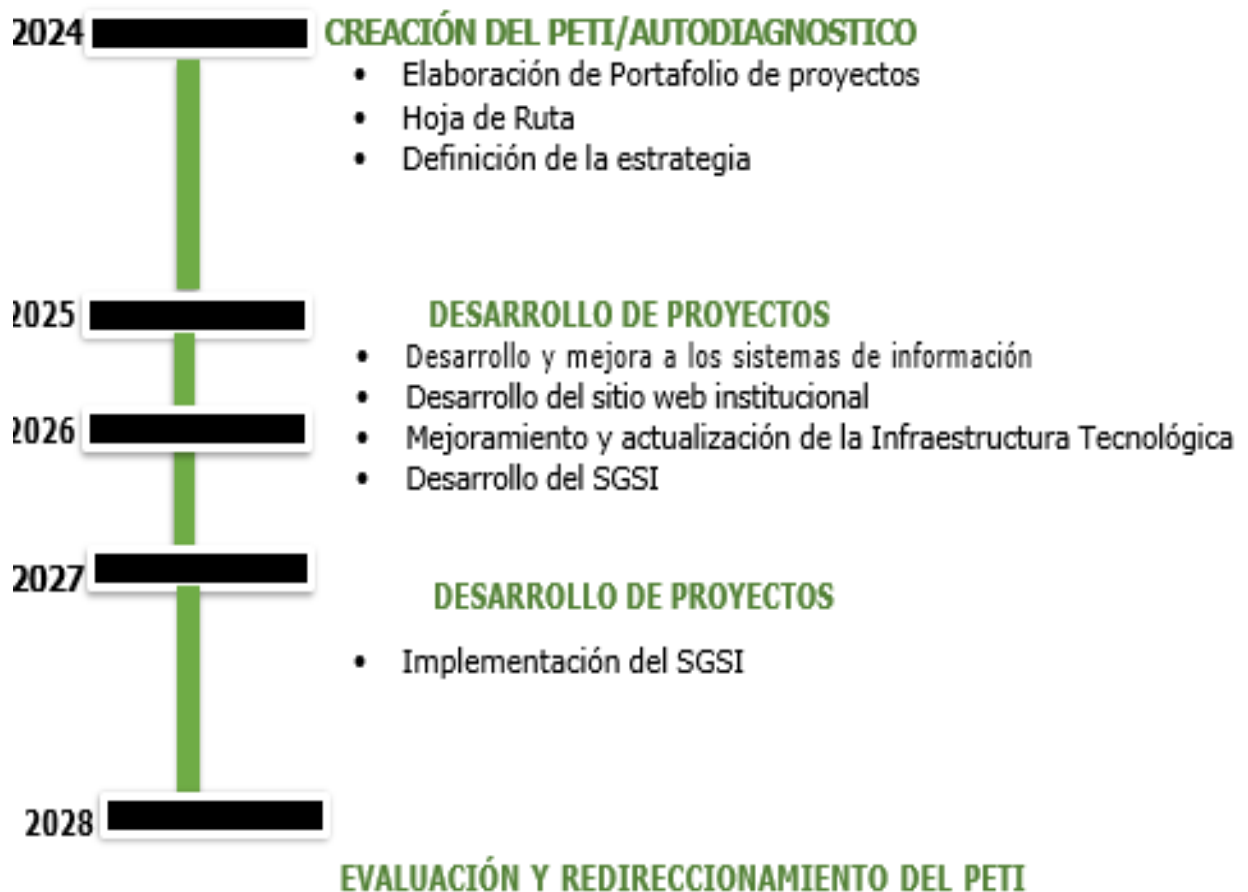 2024 CREACIÓN DEL PETI/AUTODIAGNOSTICO
• Elaboración de Portafolio de proyectos
• Hoja de Ruta
• Definición de la estrategia
2025 DESARROLLO DE PROYECTOS
• Desarrollo y mejora a los sistemas de información
• Desarrollo del sitio web institucional
2026
• Mejoramiento y actualización de la Infraestructura Tecnológica
• Desarrollo del SGSI
2027
DESARROLLO DE PROYECTOS
• Implementación del SGSI
2028
EVALUACIÓN Y REDIRECCIONAMIENTO DEL PETI